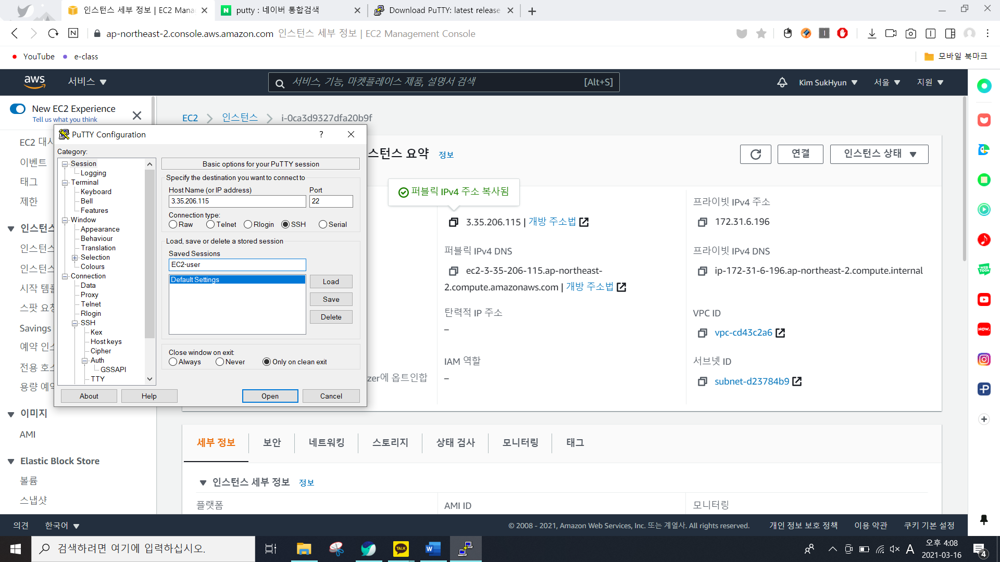 인스턴스 세부 정보 | EC2 Mana
putty : 네이버 통합검색
Download PuTTY: latest release
ap-northeast-2.console.aws.amazon.com 인스턴스 세부 정보 | EC2 Management Console
YouTube
e-class
모바일 북마크
aws
서비스
서비스, 기능, 마켓플레이스 제품, 설명서 검색
[Alt+S]
Kim SukHyun
서울
지원
New EC2 Experience
Tell us what you think
EC2 > 인스턴스 > i-0ca3d9327dfa20b9f
EC2 대시
이벤트
태그
제한
인스턴스
인스턴스
인스턴스
시작 템플
스팟 요청
Savings
예약 인스
전용 호스
용량 예약
이미지
AMI
Elastic Block Store
볼륨
스냅샷
PuTTY Configuration
?
Category:
Session
Logging
Terminal
Keyboard
Bell
Features
Window
Appearance
Behaviour
Translation
Selection
Colours
Connection
Data
Proxy
Telnet
Rlogin
SSH
Kex
Host keys
Cipher
Auth
GSSAPI
TTY
Basic options for your PuTTY session
Specify the destination you want to connect to
Host Name (or IP address)
Port
3.35.206.115
22
Connection type:
Raw
Telnet
Rlogin
SSH
Serial
Load, save or delete a stored session
Saved Sessions
EC2-user
Default Settings
Load
Save
Delete
Close window on exit:
Always
Never
Only on clean exit
About
Help
Open
Cancel
스턴스 요약 정보
연결
인스턴스 상태
퍼블릭 IPv4 주소 복사됨
3.35.206.115 | 개방 주소법
퍼블릭 IPv4 DNS
ec2-3-35-206-115.ap-northeast-
2.compute.amazonaws.com | 개방 주소법
탄력적 IP 주소
–
IAM 역할
–
zer에 옵트인합
프라이빗 IPv4 주소
172.31.6.196
프라이빗 IPv4 DNS
ip-172-31-6-196.ap-northeast-2.compute.internal
VPC ID
vpc-cd43c2a6
서브넷 ID
subnet-d23784b9
세부 정보
보안
네트워킹
스토리지
상태 검사
모니터링
태그
인스턴스 세부 정보 정보
플랫폼
AMI ID
모니터링
의견
한국어
© 2008 - 2021, Amazon Web Services, Inc. 또는 계열사. All rights reserved.
개인 정보 보호 정책
이용 약관
쿠키 기본 설정
WEB
TOON
NOW.
검색하려면 여기에 입력하십시오.
TALK
A
오후 4:08
2021-03-16
4